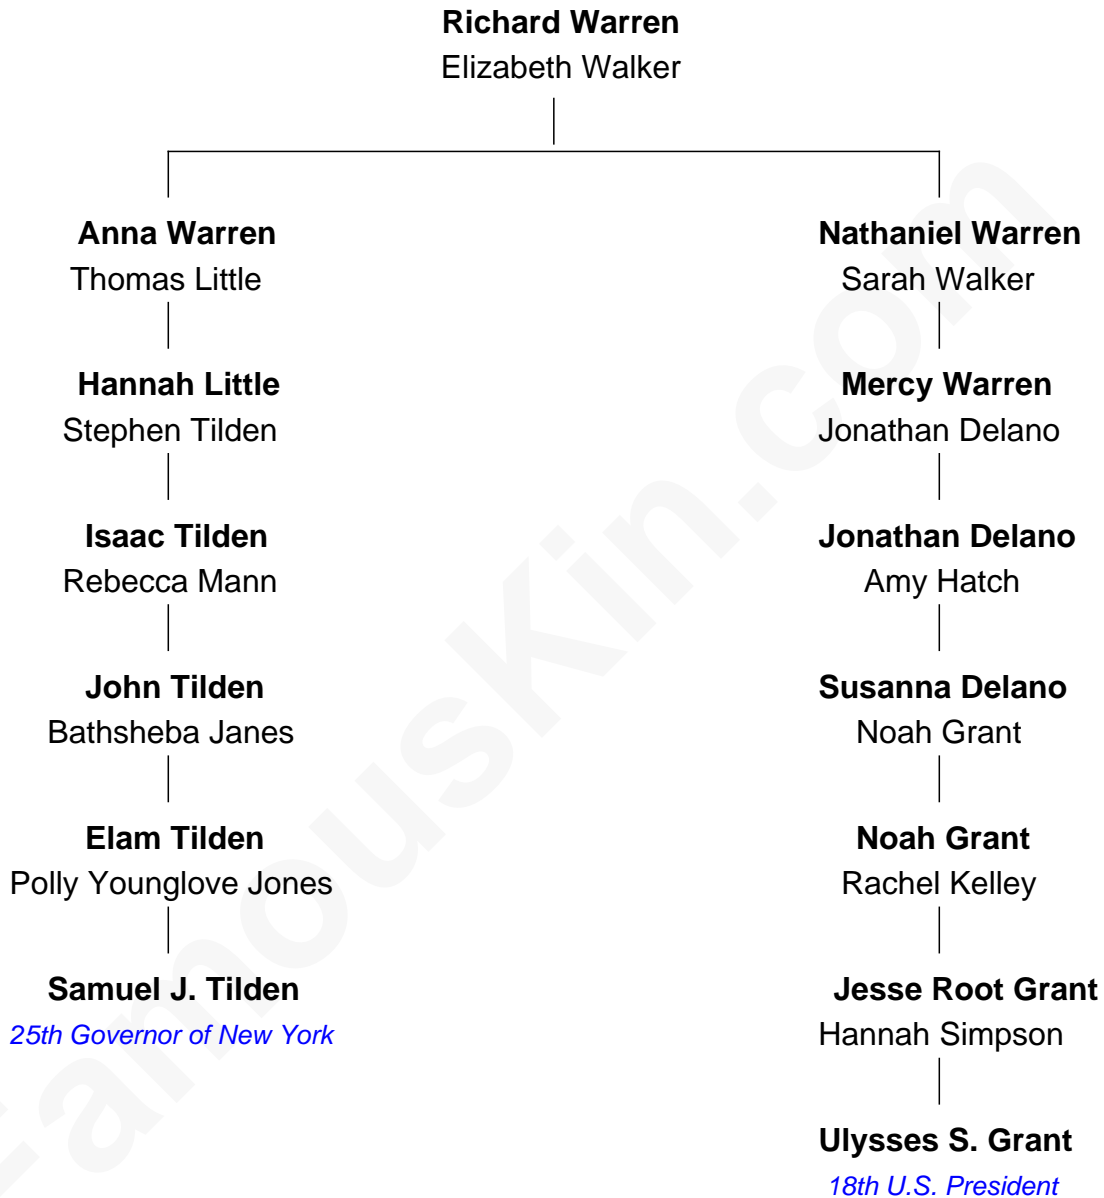 Richard Warren
Elizabeth Walker
Anna Warren
Thomas Little
Hannah Little
Stephen Tilden
Isaac Tilden
Rebecca Mann
John Tilden
Bathsheba Janes
Elam Tilden
Polly Younglove Jones
Samuel J. Tilden
25th Governor of New York
Nathaniel Warren
Sarah Walker
Mercy Warren
Jonathan Delano
Jonathan Delano
Amy Hatch
Susanna Delano
Noah Grant
Noah Grant
Rachel Kelley
Jesse Root Grant
Hannah Simpson
Ulysses S. Grant
18th U.S. President
FamousKin.com